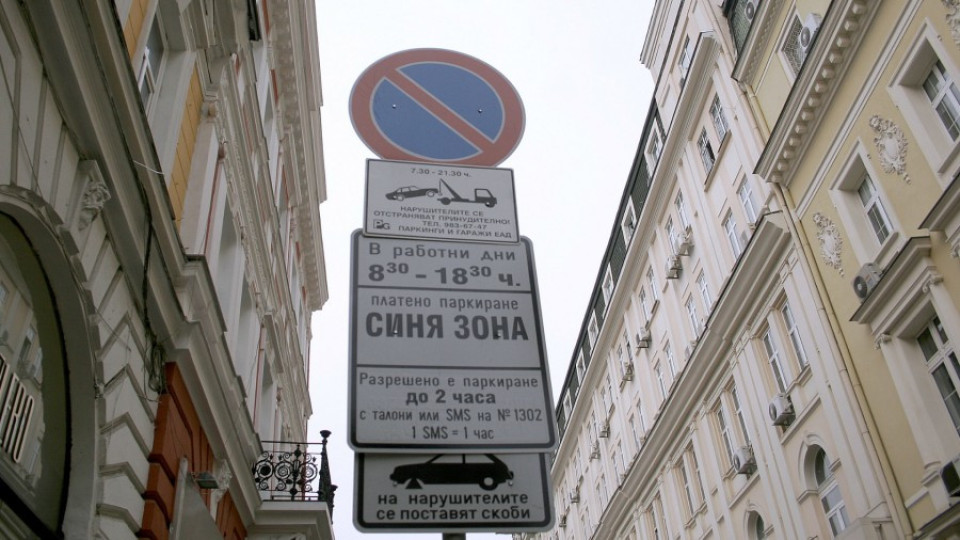 7.30 - 21.30 ч.
НАРУШИТЕЛИТЕ СЕ
ОТСТРАНЯВАТ ПРИНУДИТЕЛНО!
ТЕЛ. 983-67-47
ПАРКИНГИ И ГАРАЖИ ЕАД
В РАБОТНИ ДНИ
8³⁰ - 18³⁰ ч.
платено паркиране
СИНЯ ЗОНА
Разрешено е паркиране
до 2 часа
с талони или SMS на № 1302
1 SMS = 1 час
на нарушителите
се поставят скоби